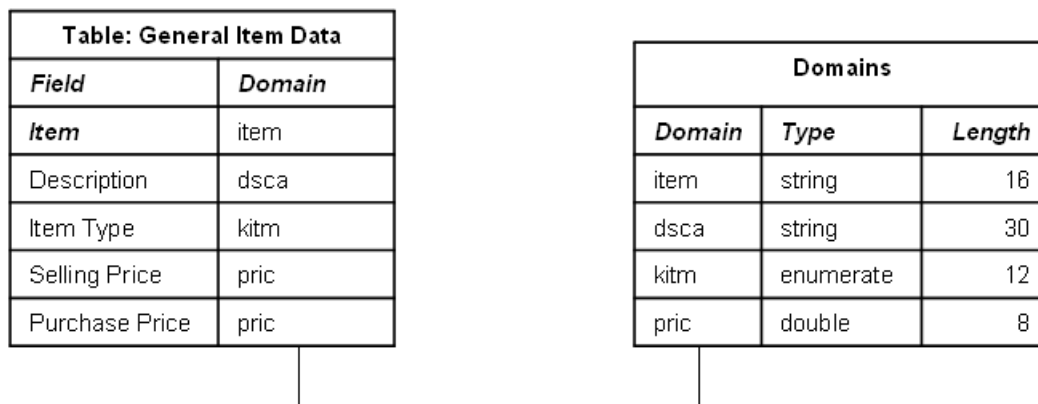 Table: General Item Data
Field Domain
Item item
Description dsca
Item Type kitm
Selling Price pric
Purchase Price pric
Domains
Domain Type Length
item string 16
dsca string 30
kitm enumerate 12
pric double 8